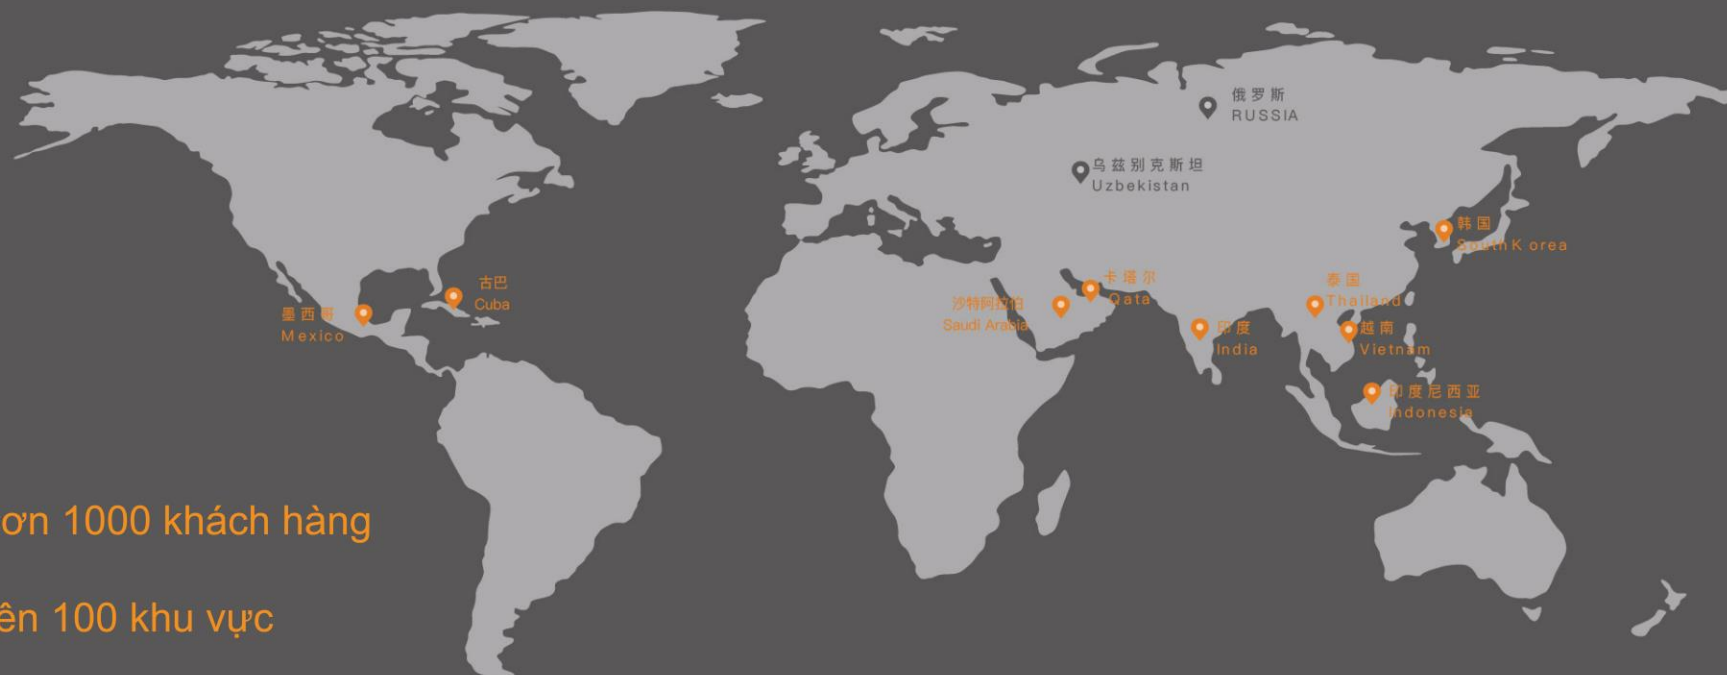 俄罗斯
RUSSIA
乌兹别克斯坦
Uzbekistan
韩国
South K orea
古巴
Cuba
墨西哥
Mexico
卡塔尔
Qata
沙特阿拉伯
Saudi Arabia
泰国
Thailand
印度
India
越南
Vietnam
印度尼西亚
Indonesia
ơn 1000 khách hàng
ên 100 khu vực